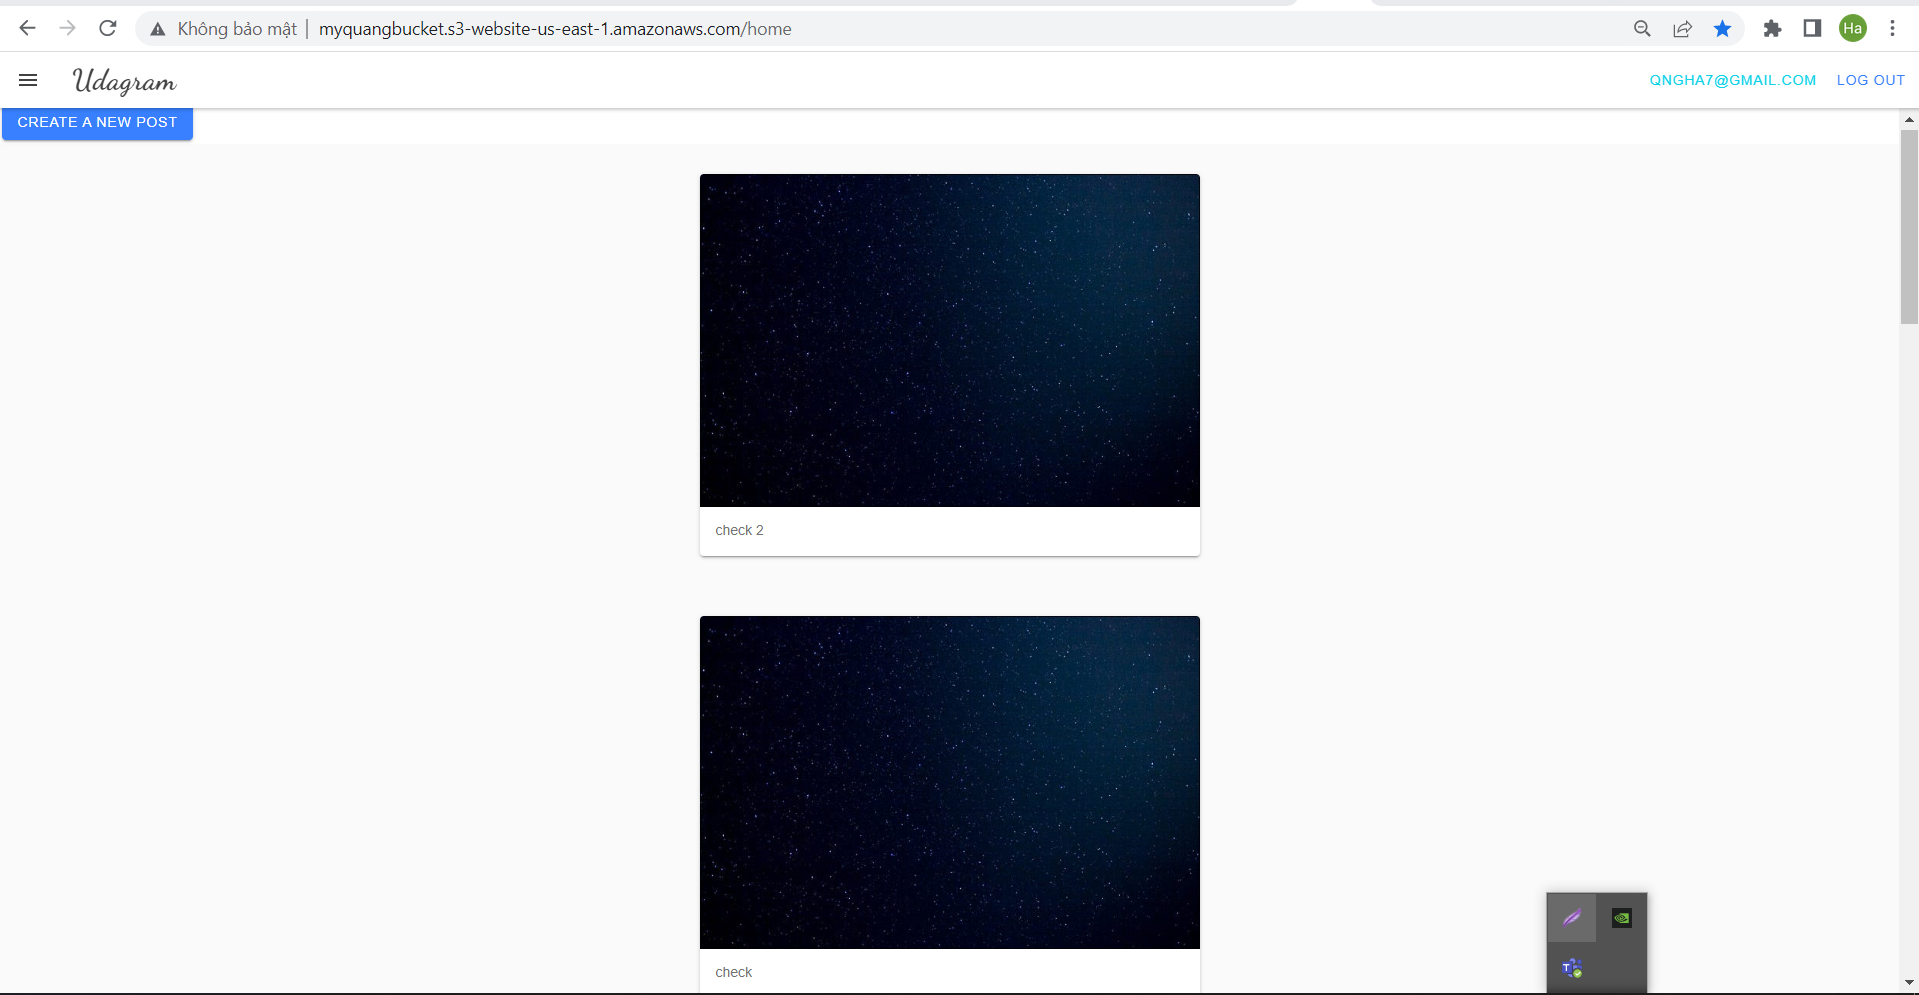 Không bảo mật | myquangbucket.s3-website-us-east-1.amazonaws.com/home
Ha
Udagram
QNGHA7@GMAIL.COM
LOG OUT
CREATE A NEW POST
check 2
check
T